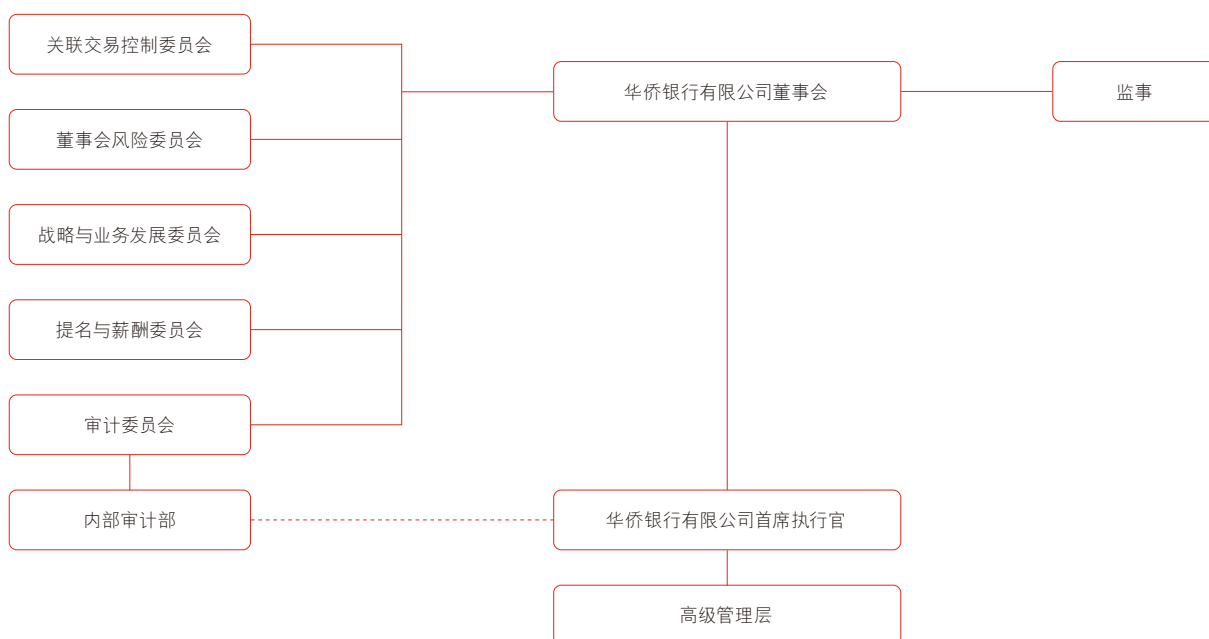 关联交易控制委员会
华侨银行有限公司董事会
监事
董事会风险委员会
战略与业务发展委员会
提名与薪酬委员会
审计委员会
内部审计部
华侨银行有限公司首席执行官
高级管理层